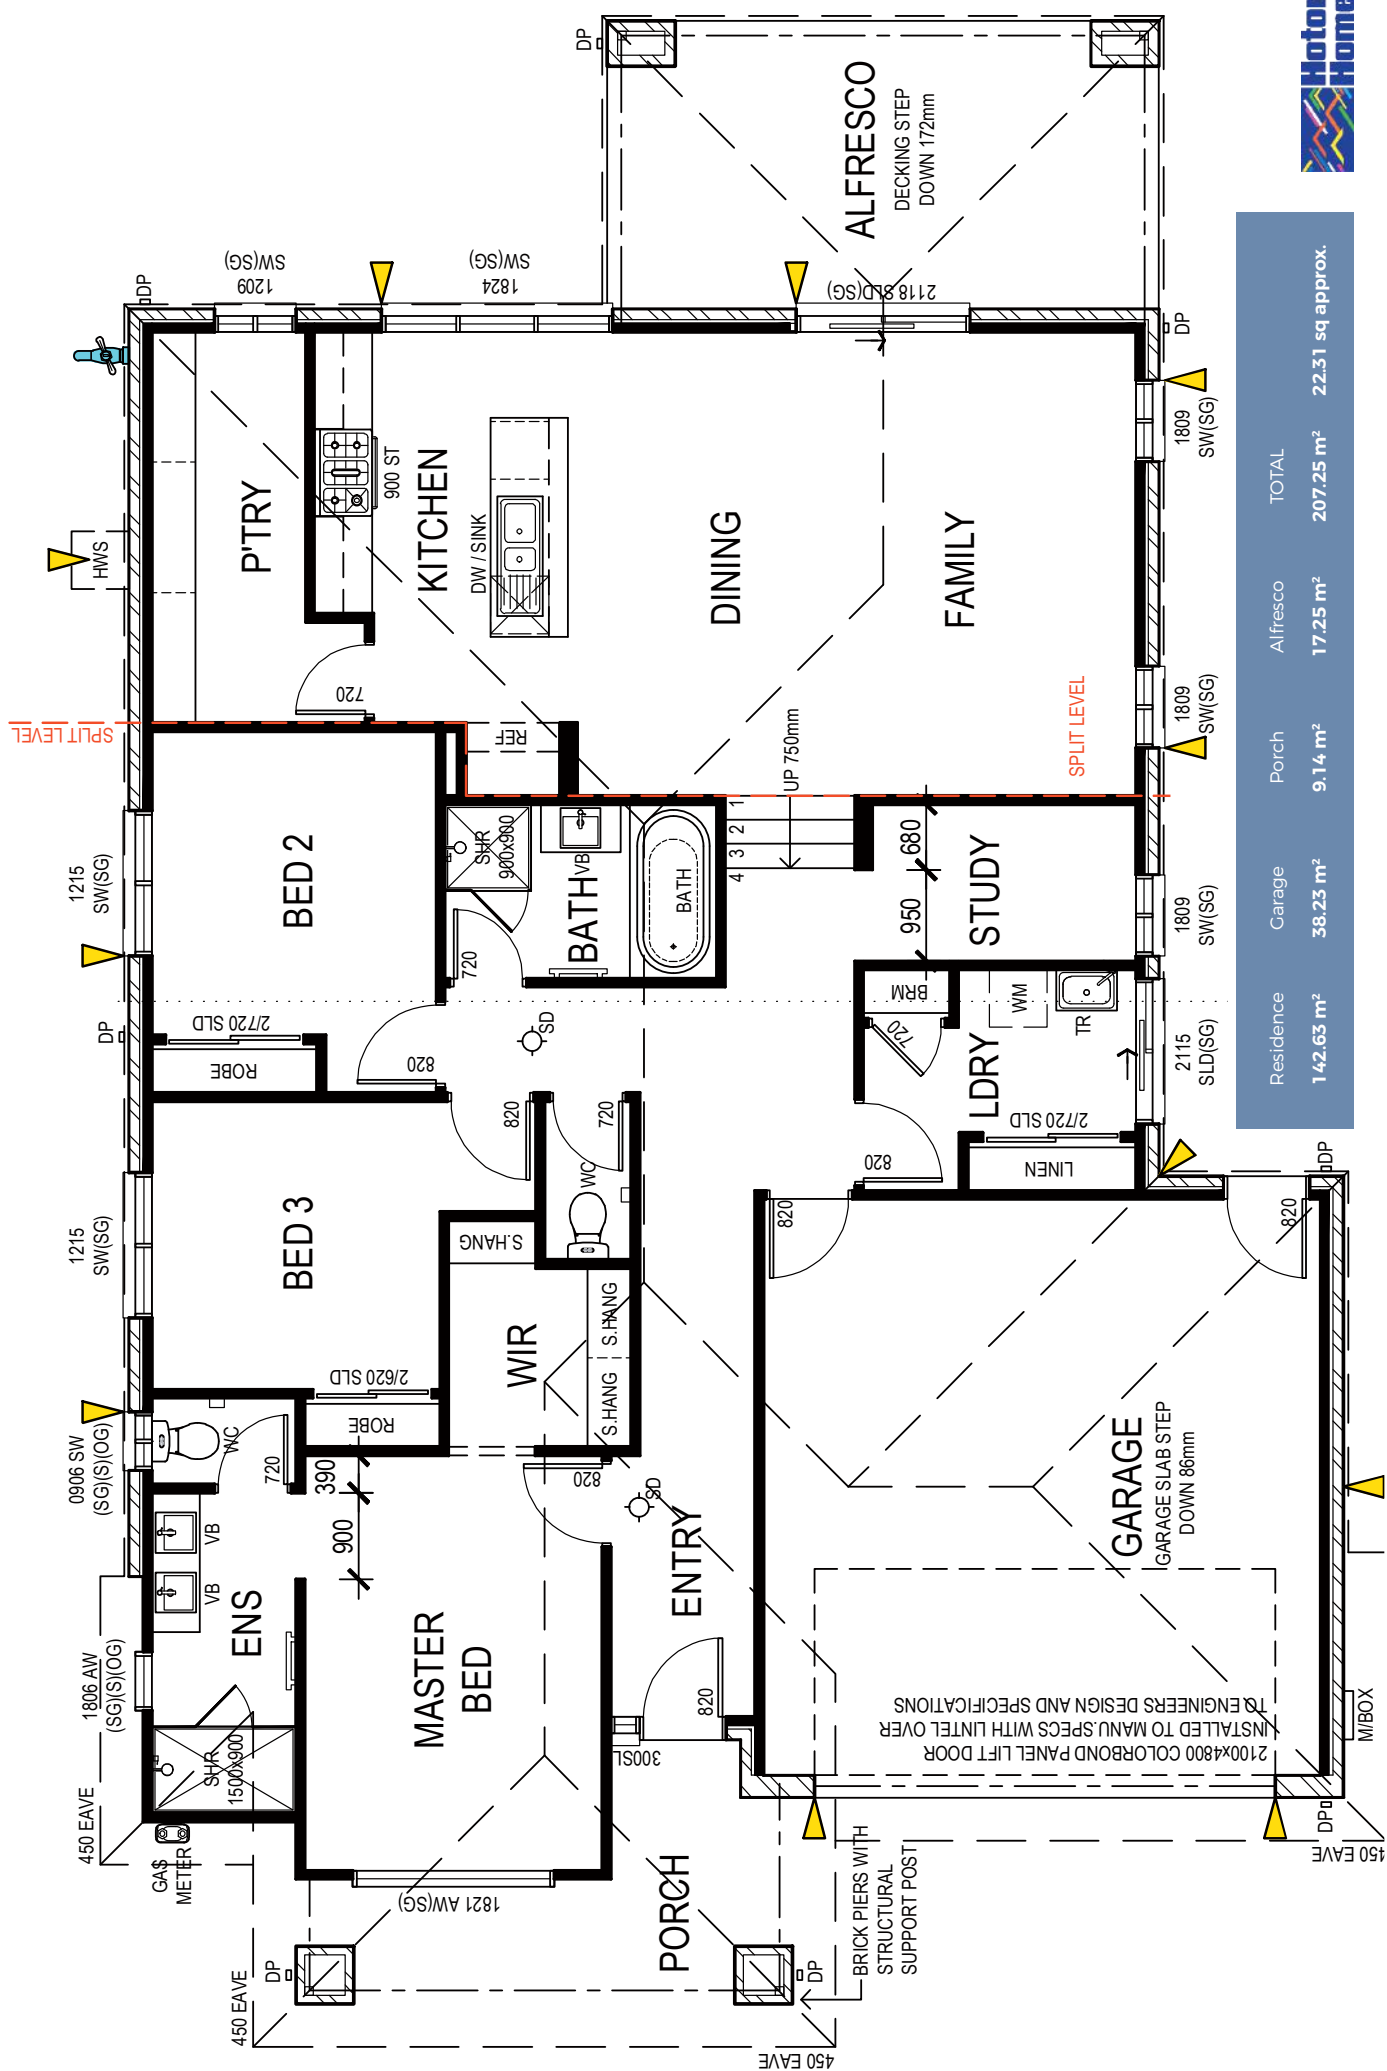 SPLIT LEVEL
DP
1209
SW(SG)
1824
SW(SG)
2118 SLD(SG)
DP
ALFRESCO
DECKING STEP
DOWN 172mm
DP
HWS
P'TRY
720
900 ST
KITCHEN
DW / SINK
REF
DINING
FAMILY
SPLIT LEVEL
UP 750mm
1 2 3 4
1809
SW(SG)
1809
SW(SG)
1809
SW(SG)
1215
SW(SG)
BED 2
2/720 SLD
ROBE
DP
820
SHR
900x900
BATH
VB
BATH
720
SD
680
950
STUDY
BRM
720
WM
TR
LDRY
2/720 SLD
LINEN
820
2115
SLD(SG)
1215
SW(SG)
BED 3
2/620 SLD
ROBE
820
720
WC
S.HANG
WIR
S.HANG
S.HANG
820
820
DP
0906 SW
(SG)(S)(OG)
WC
720
VB
VB
ENS
390
900
1806 AW
(SG)(S)(OG)
SHR
1500x900
450 EAVE
GAS
METER
MASTER
BED
820
SD
ENTRY
820
300SL
1821 AW(SG)
GARAGE
GARAGE SLAB STEP
DOWN 86mm
2100x4800 COLORBOND PANEL LIFT DOOR
INSTALLED TO MANU.SPECS WITH LINTEL OVER
TO ENGINEERS DESIGN AND SPECIFICATIONS
M/BOX
DP
450 EAVE
PORCH
DP
DP
BRICK PIERS WITH
STRUCTURAL
SUPPORT POST
450 EAVE
450 EAVE
Residence Garage Porch Alfresco TOTAL
142.63 m² 38.23 m² 9.14 m² 17.25 m² 207.25 m² 22.31 sq approx.